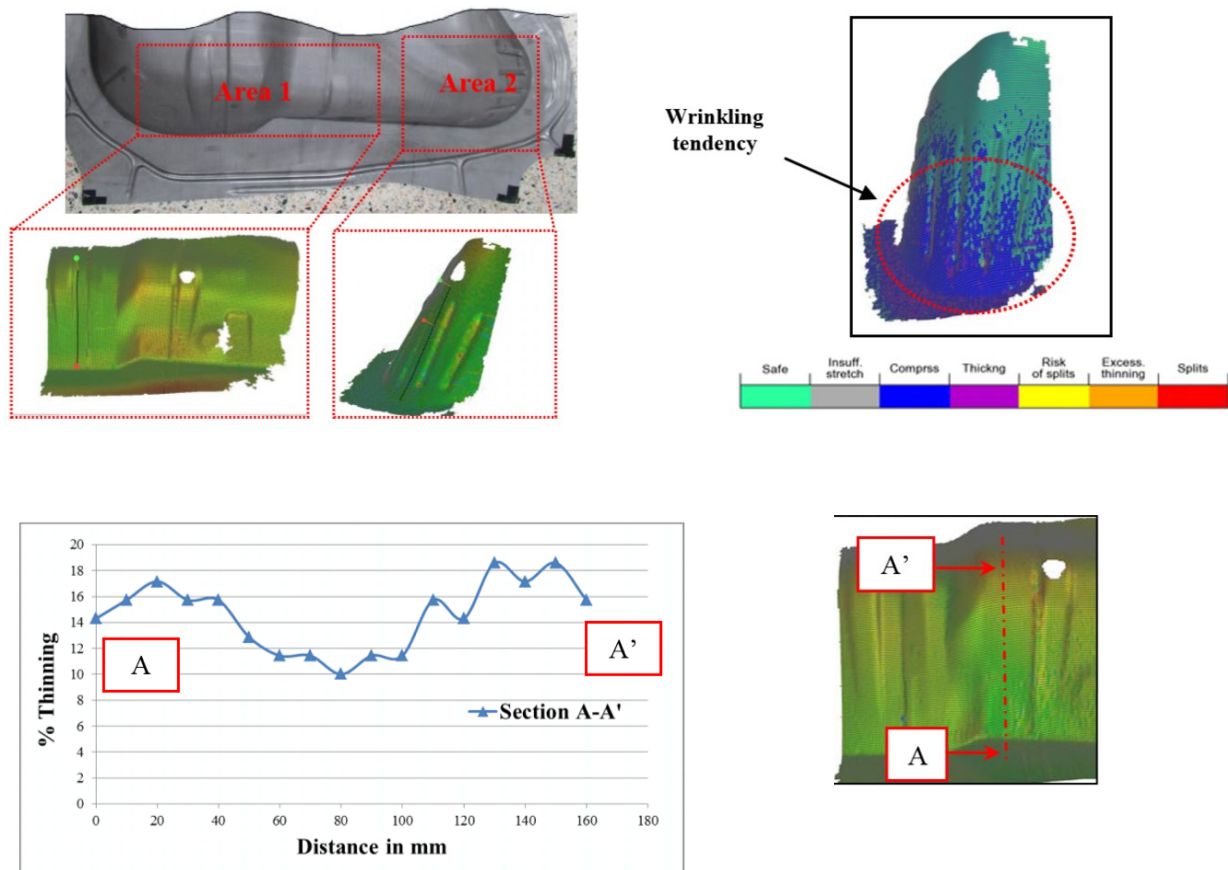 Area 1
Area 2
Wrinkling
tendency
Safe
Insuff.
stretch
Comprss
Thickng
Risk
of splits
Excess.
thinning
Splits
% Thinning
20
18
16
14
12
10
8
6
4
2
0
A
A’
Section A-A'
0
20
40
60
80
100
120
140
160
180
Distance in mm
A’
A